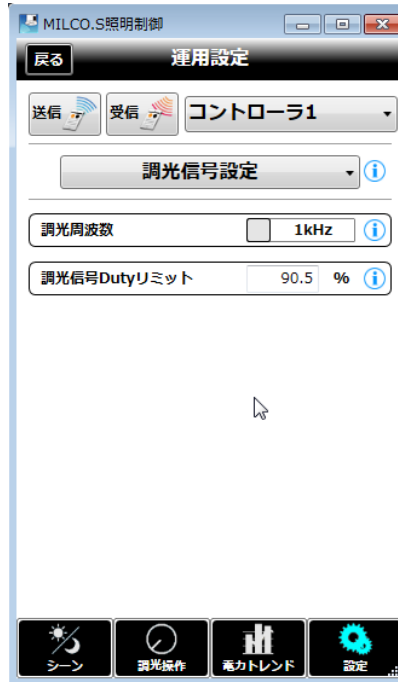 MILCO.S照明制御
戻る 運用設定
送信 受信 コントローラ1
調光信号設定
調光周波数 1kHz
調光信号Dutyリミット 90.5 %
シーン 調光操作 電力トレンド 設定